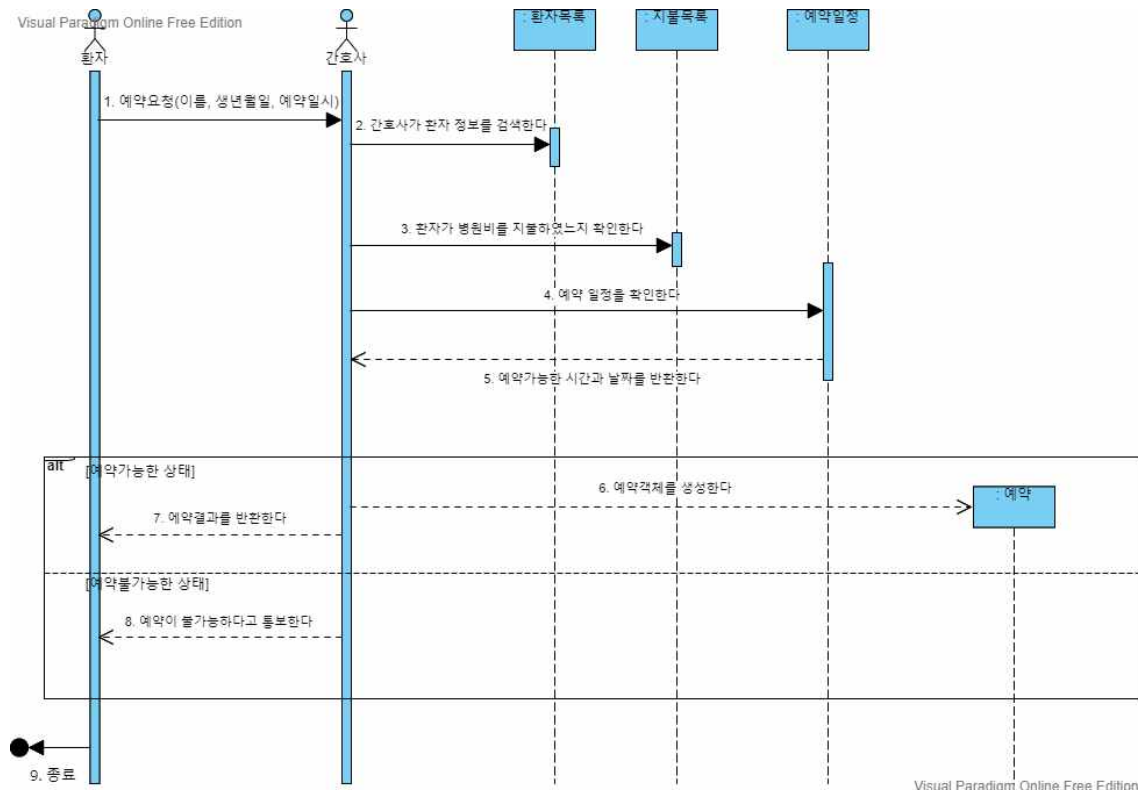 Visual Paradigm Online Free Edition
: 환자목록
: 지불목록
: 예약일정
환자
간호사
1. 예약요청(이름, 생년월일, 예약일시)
2. 간호사가 환자 정보를 검색한다
3. 환자가 병원비를 지불하였느지 확인한다
4. 예약 일정을 확인한다
5. 예약가능한 시간과 날짜를 반환한다
alt
[예약가능한 상태]
6. 예약객체를 생성한다
: 예약
7. 에약결과를 반환한다
[예약불가능한 상태]
8. 예약이 불가능하다고 통보한다
9. 종료
Visual Paradigm Online Free Edition